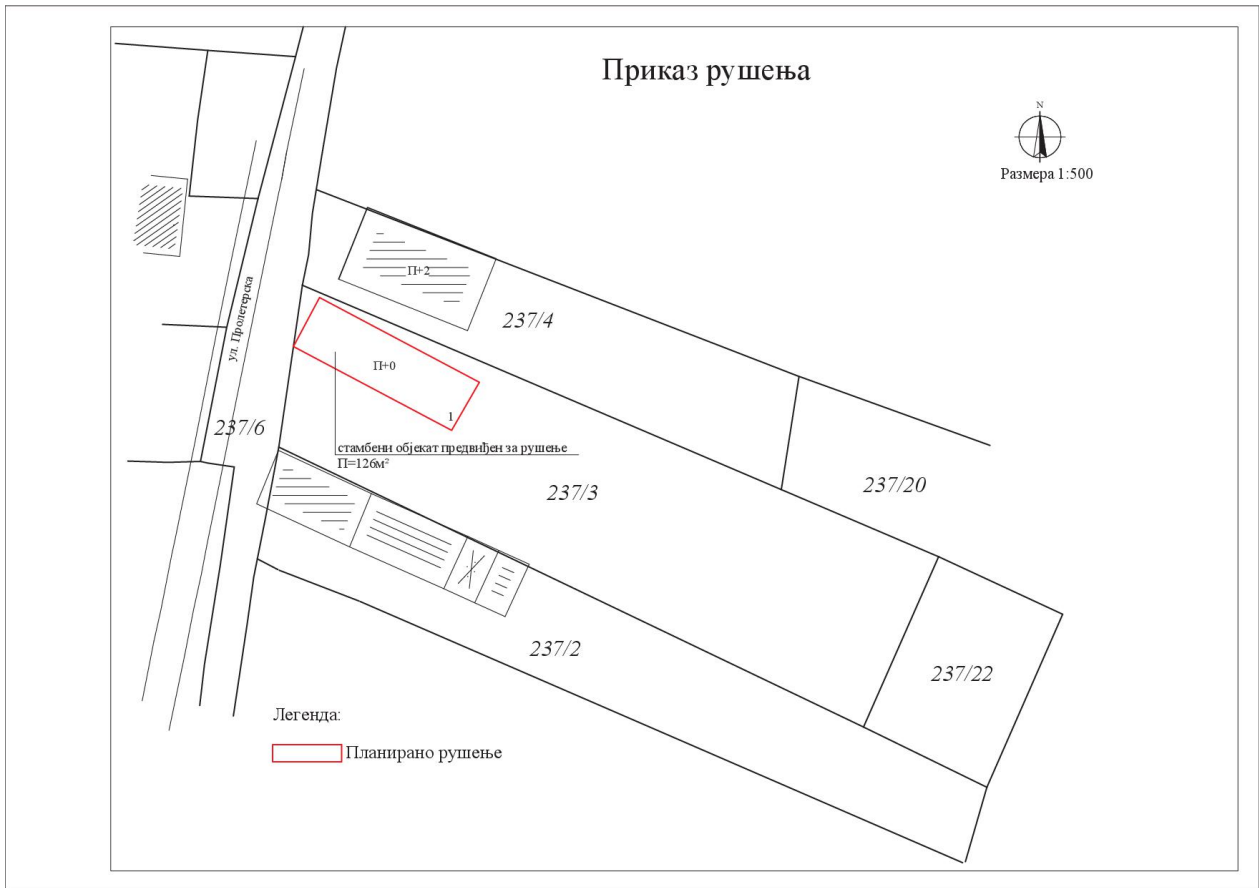 Приказ рушења
N
Размера 1:500
П+2
237/4
ул. Пролетерска
П+0
1
237/6
стамбени објекат предвиђен за рушење
П=126м²
237/3
237/20
237/2
237/22
Легенда:
Планирано рушење